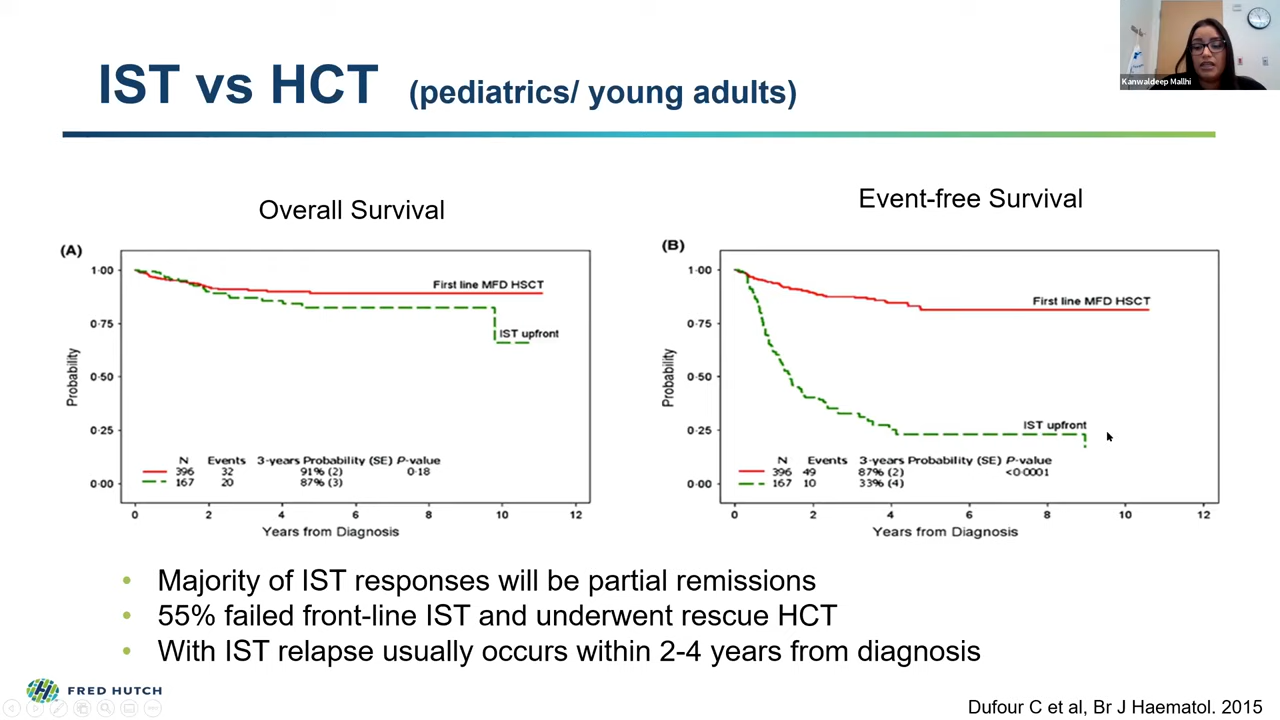 IST vs HCT (pediatrics/ young adults)
Kanwaldeep Mallhi
Overall Survival
(A)
1·00
0·75
0·50
0·25
0·00
Probability
First line MFD HSCT
IST upfront
N Events 3-years Probability (SE) P-value
396 32 91% (2) 0·18
167 20 87% (3)
0 2 4 6 8 10 12
Years from Diagnosis
Event-free Survival
(B)
1·00
0·75
0·50
0·25
0·00
Probability
First line MFD HSCT
IST upfront
N Events 3-years Probability (SE) P-value
396 49 87% (2) <0·0001
167 10 33% (4)
0 2 4 6 8 10 12
Years from Diagnosis
• Majority of IST responses will be partial remissions
• 55% failed front-line IST and underwent rescue HCT
• With IST relapse usually occurs within 2-4 years from diagnosis
FRED HUTCH
Dufour C et al, Br J Haematol. 2015